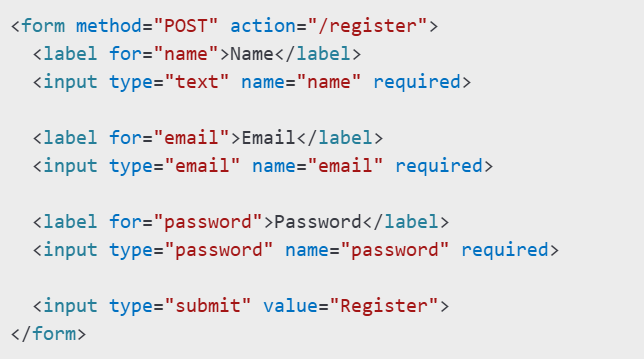 <form method="POST" action="/register">
  <label for="name">Name</label>
  <input type="text" name="name" required>

  <label for="email">Email</label>
  <input type="email" name="email" required>

  <label for="password">Password</label>
  <input type="password" name="password" required>

  <input type="submit" value="Register">
</form>